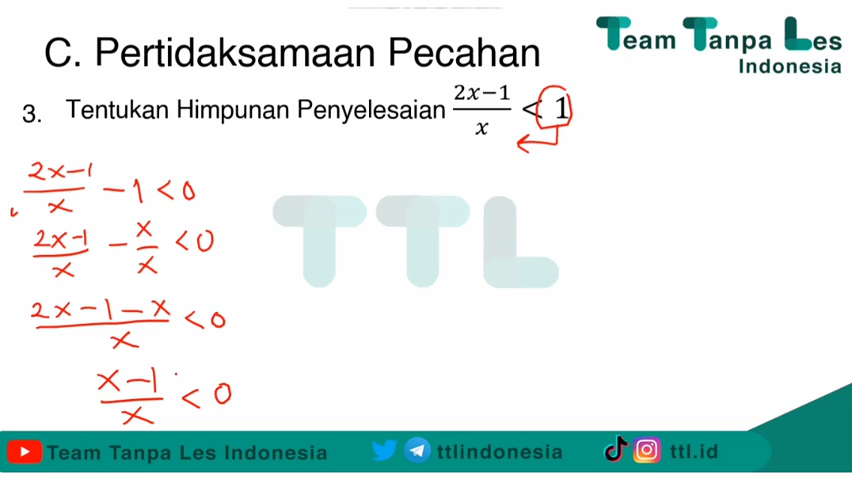 C. Pertidaksamaan Pecahan
Team Tanpa Les
Indonesia
3. Tentukan Himpunan Penyelesaian (2x−1)/x < 1
(2x−1)/x − 1 < 0
(2x−1)/x − x/x < 0
(2x−1−x)/x < 0
(x−1)/x < 0
TTL
Team Tanpa Les Indonesia ttlindonesia ttl.id